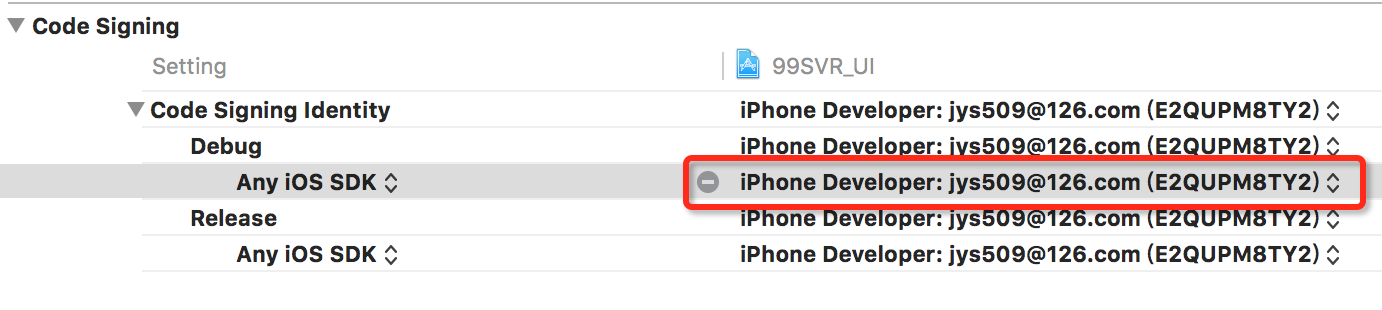 Code Signing
Setting 99SVR_UI
Code Signing Identity iPhone Developer: jys509@126.com (E2QUPM8TY2)
Debug iPhone Developer: jys509@126.com (E2QUPM8TY2)
Any iOS SDK iPhone Developer: jys509@126.com (E2QUPM8TY2)
Release iPhone Developer: jys509@126.com (E2QUPM8TY2)
Any iOS SDK iPhone Developer: jys509@126.com (E2QUPM8TY2)